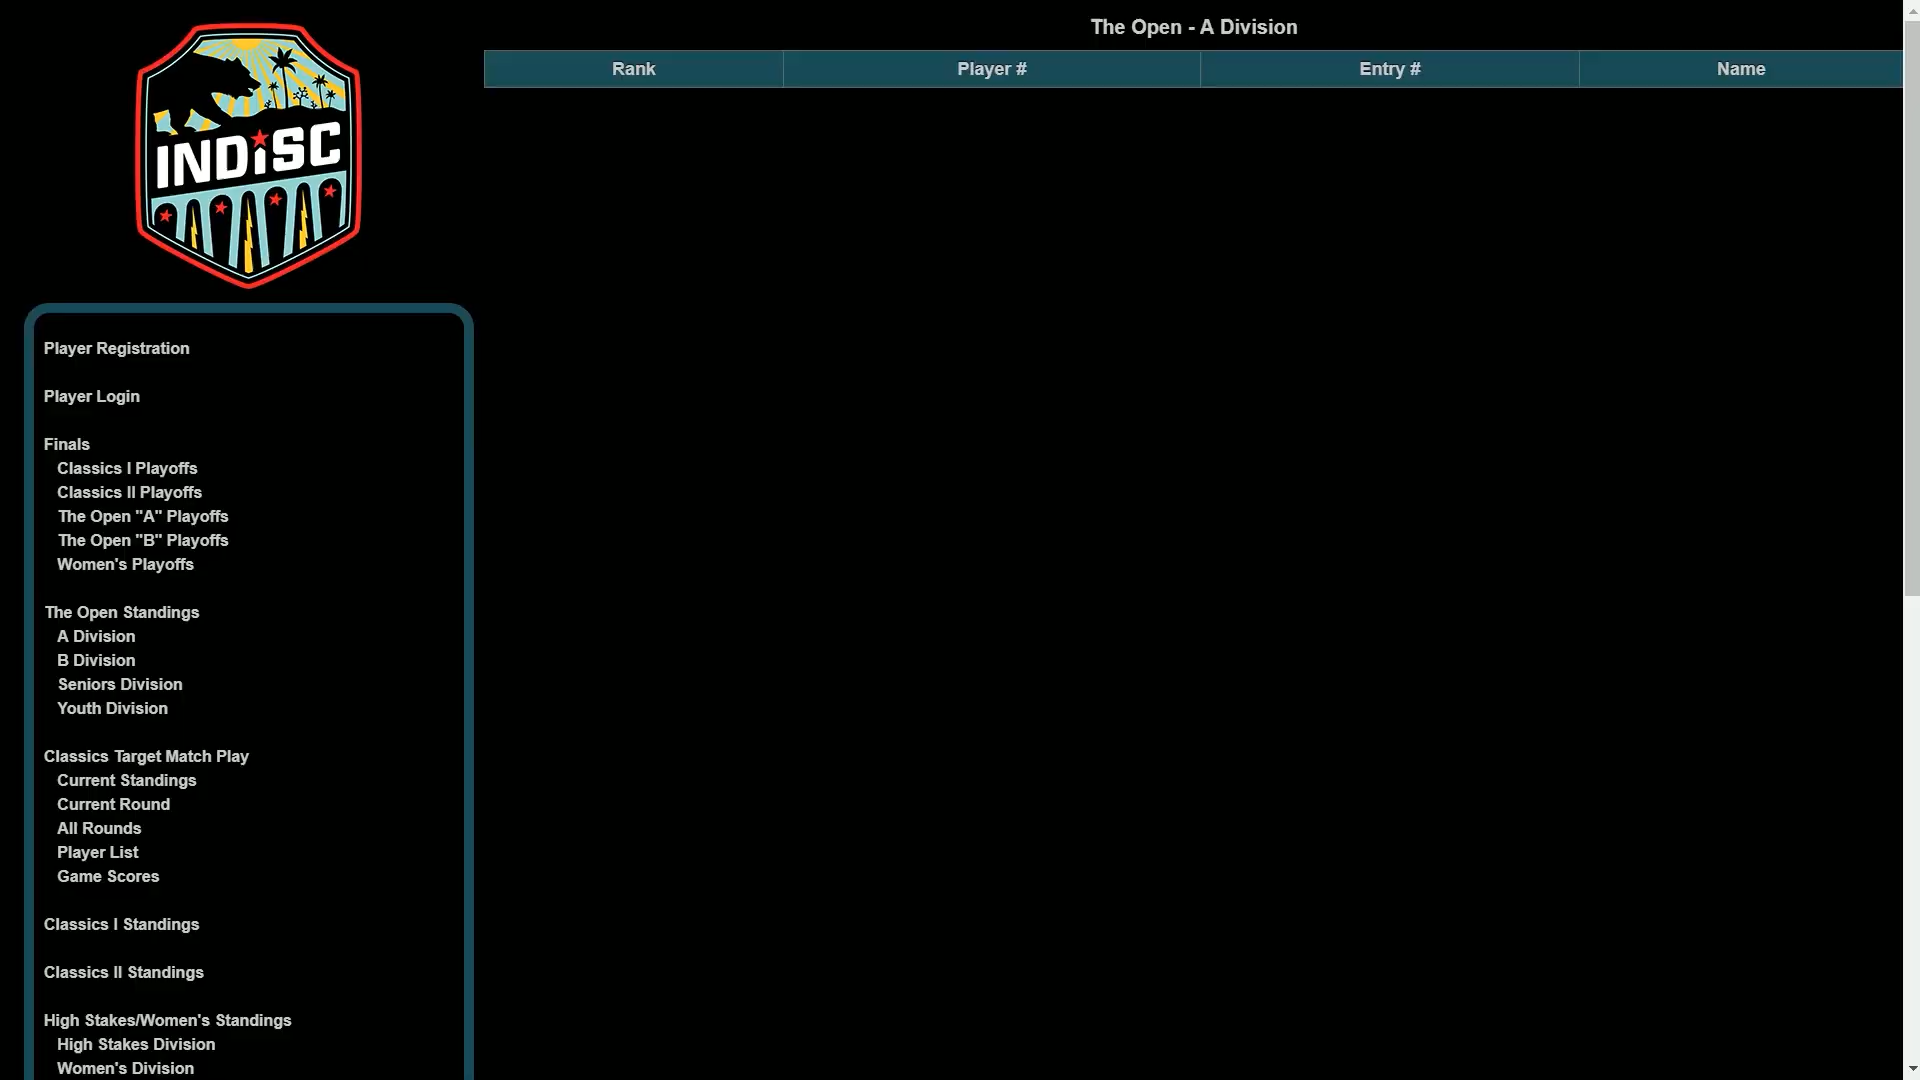 INDiSC
The Open - A Division
Rank Player # Entry # Name
Player Registration
Player Login
Finals
Classics I Playoffs
Classics II Playoffs
The Open "A" Playoffs
The Open "B" Playoffs
Women's Playoffs
The Open Standings
A Division
B Division
Seniors Division
Youth Division
Classics Target Match Play
Current Standings
Current Round
All Rounds
Player List
Game Scores
Classics I Standings
Classics II Standings
High Stakes/Women's Standings
High Stakes Division
Women's Division